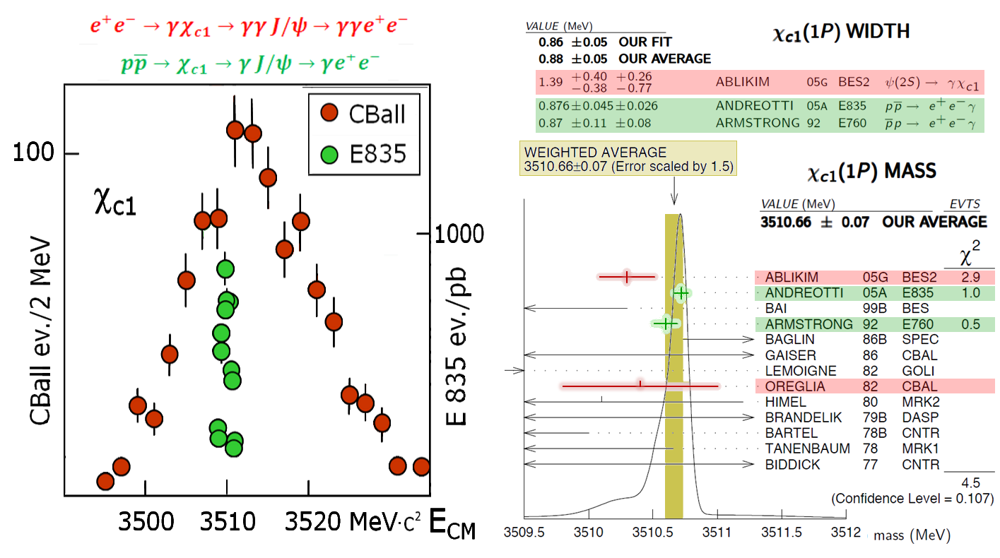 e⁺e⁻ → γχc1 → γγ J/ψ → γγe⁺e⁻
pp̅ → χc1 → γ J/ψ → γe⁺e⁻
CBall
E835
100
χc1
1000
CBall ev./2 MeV
E 835 ev./pb
3500 3510 3520 MeV·c² E_CM
VALUE (MeV)
χc1(1P) WIDTH
0.86 ±0.05 OUR FIT
0.88 ±0.05 OUR AVERAGE
1.39 +0.40 −0.38 +0.26 −0.77 ABLIKIM 05G BES2 ψ(2S) → γχc1
0.876±0.045±0.026 ANDREOTTI 05A E835 pp̅ → e⁺e⁻γ
0.87 ±0.11 ±0.08 ARMSTRONG 92 E760 p̅p → e⁺e⁻γ
WEIGHTED AVERAGE
3510.66±0.07 (Error scaled by 1.5)
χc1(1P) MASS
VALUE (MeV) EVTS
3510.66 ± 0.07 OUR AVERAGE
χ²
ABLIKIM 05G BES2 2.9
ANDREOTTI 05A E835 1.0
BAI 99B BES
ARMSTRONG 92 E760 0.5
BAGLIN 86B SPEC
GAISER 86 CBAL
LEMOIGNE 82 GOLI
OREGLIA 82 CBAL
HIMEL 80 MRK2
BRANDELIK 79B DASP
BARTEL 78B CNTR
TANENBAUM 78 MRK1
BIDDICK 77 CNTR
4.5
(Confidence Level = 0.107)
3509.5 3510 3510.5 3511 3511.5 3512 mass (MeV)